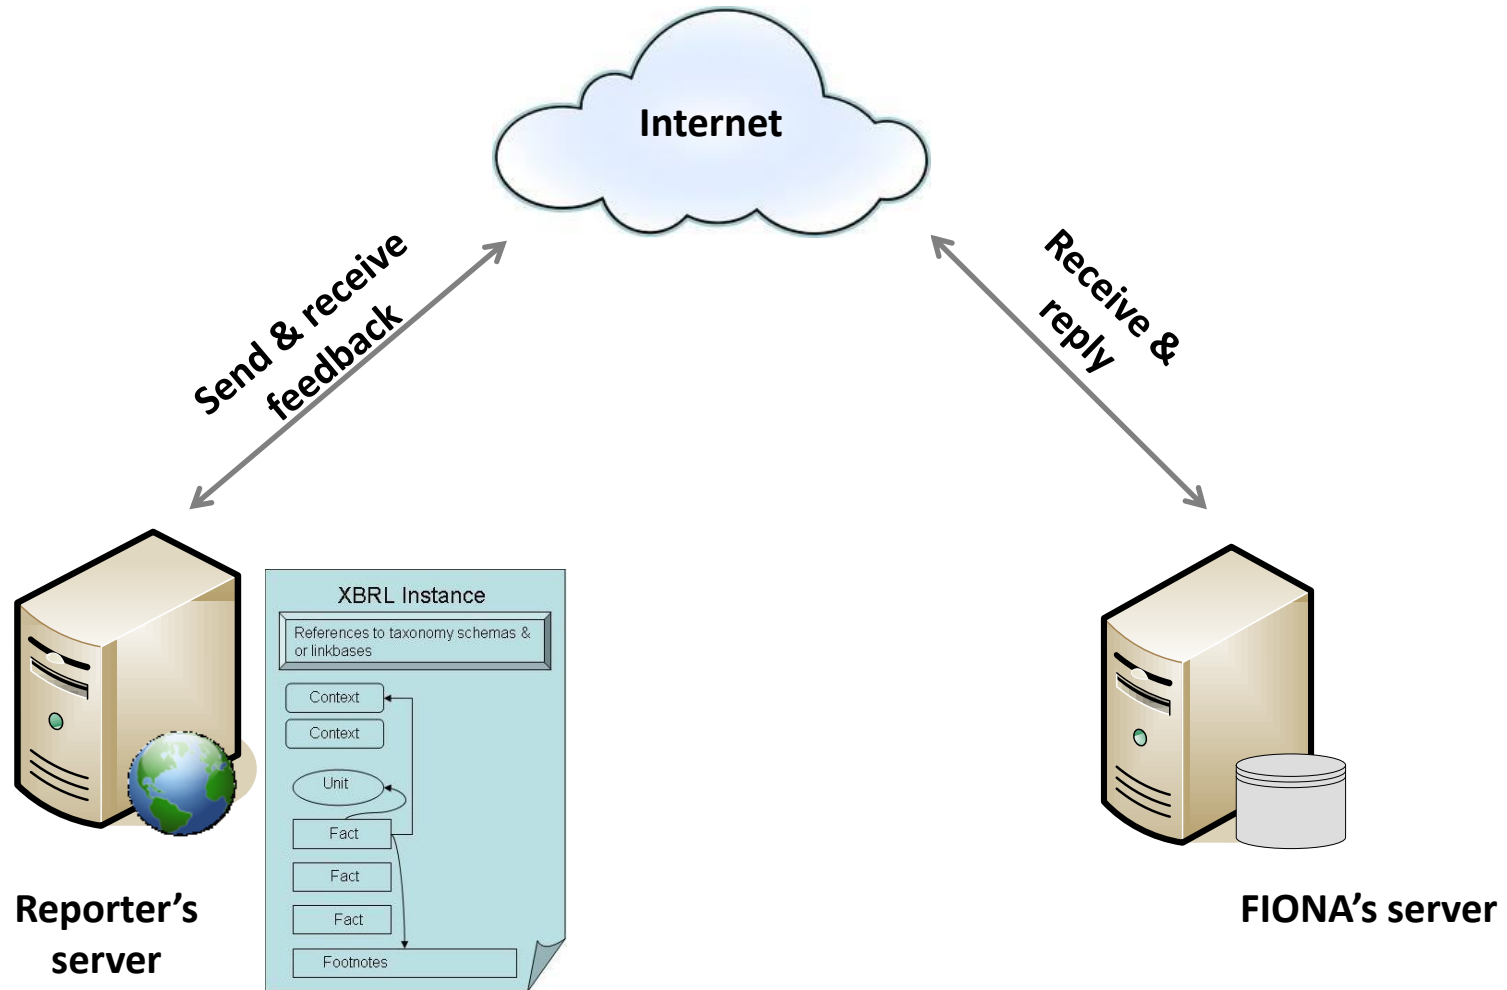 Internet
Send & receive
feedback
Receive &
reply
XBRL Instance
References to taxonomy schemas &
or linkbases
Context
Context
Unit
Fact
Fact
Fact
Footnotes
Reporter’s
server
FIONA’s server